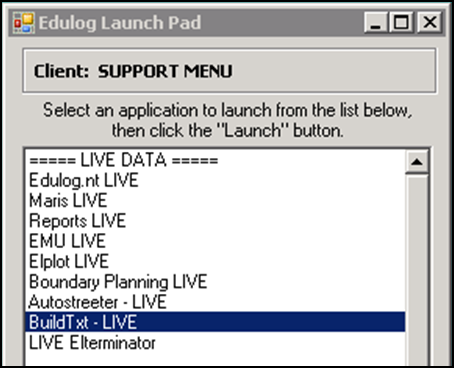 Edulog Launch Pad
Client: SUPPORT MENU
Select an application to launch from the list below,
then click the "Launch" button.
===== LIVE DATA =====
Edulog.nt LIVE
Maris LIVE
Reports LIVE
EMU LIVE
Elplot LIVE
Boundary Planning LIVE
Autostreeter - LIVE
BuildTxt - LIVE
LIVE Elterminator